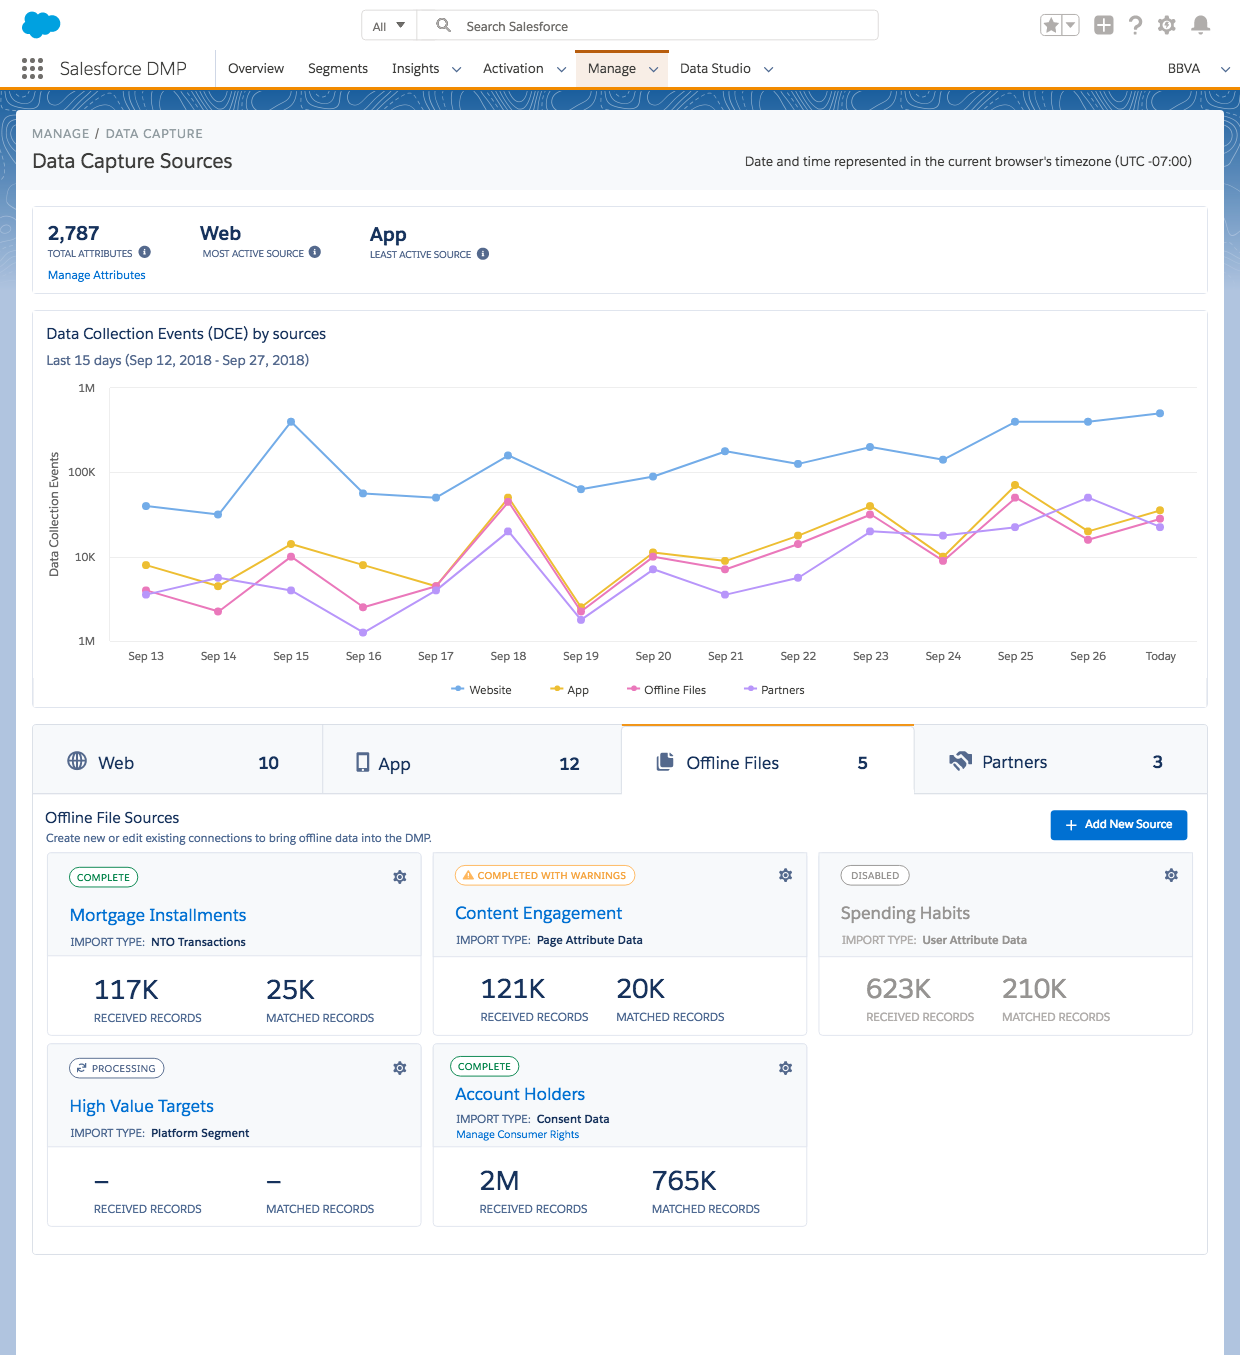 All
Search Salesforce
Salesforce DMP
Overview
Segments
Insights
Activation
Manage
Data Studio
BBVA
MANAGE / DATA CAPTURE
Data Capture Sources
Date and time represented in the current browser's timezone (UTC -07:00)
2,787
TOTAL ATTRIBUTES
Manage Attributes
Web
MOST ACTIVE SOURCE
App
LEAST ACTIVE SOURCE
Data Collection Events (DCE) by sources
Last 15 days (Sep 12, 2018 - Sep 27, 2018)
Data Collection Events
1M
100K
10K
1M
Sep 13
Sep 14
Sep 15
Sep 16
Sep 17
Sep 18
Sep 19
Sep 20
Sep 21
Sep 22
Sep 23
Sep 24
Sep 25
Sep 26
Today
Website
App
Offline Files
Partners
Web 10
App 12
Offline Files 5
Partners 3
Offline File Sources
Create new or edit existing connections to bring offline data into the DMP.
+ Add New Source
COMPLETE
Mortgage Installments
IMPORT TYPE: NTO Transactions
117K
RECEIVED RECORDS
25K
MATCHED RECORDS
COMPLETED WITH WARNINGS
Content Engagement
IMPORT TYPE: Page Attribute Data
121K
RECEIVED RECORDS
20K
MATCHED RECORDS
DISABLED
Spending Habits
IMPORT TYPE: User Attribute Data
623K
RECEIVED RECORDS
210K
MATCHED RECORDS
PROCESSING
High Value Targets
IMPORT TYPE: Platform Segment
–
RECEIVED RECORDS
–
MATCHED RECORDS
COMPLETE
Account Holders
IMPORT TYPE: Consent Data
Manage Consumer Rights
2M
RECEIVED RECORDS
765K
MATCHED RECORDS